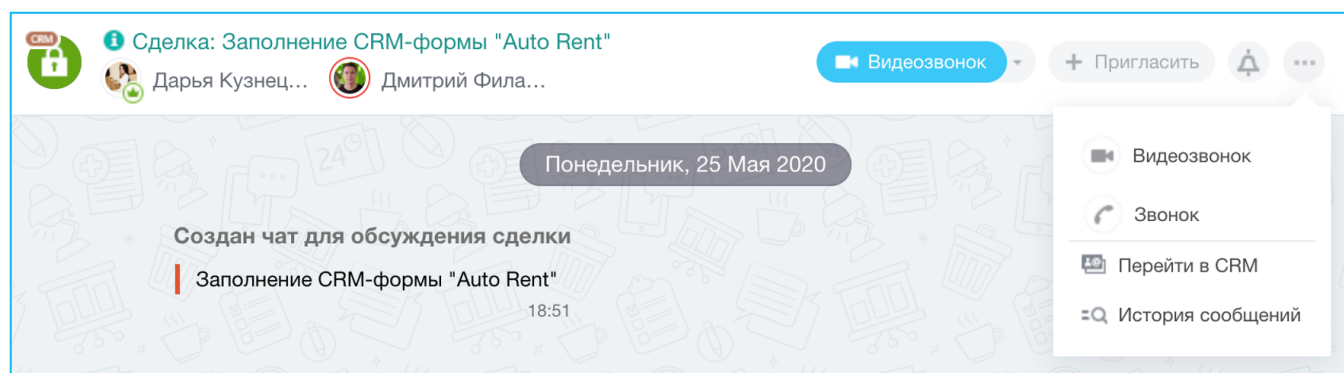 CRM
Сделка: Заполнение CRM-формы "Auto Rent"
Дарья Кузнец... Дмитрий Фила...
Видеозвонок
+ Пригласить
Понедельник, 25 Мая 2020
Создан чат для обсуждения сделки
Заполнение CRM-формы "Auto Rent"
18:51
Видеозвонок
Звонок
Перейти в CRM
История сообщений